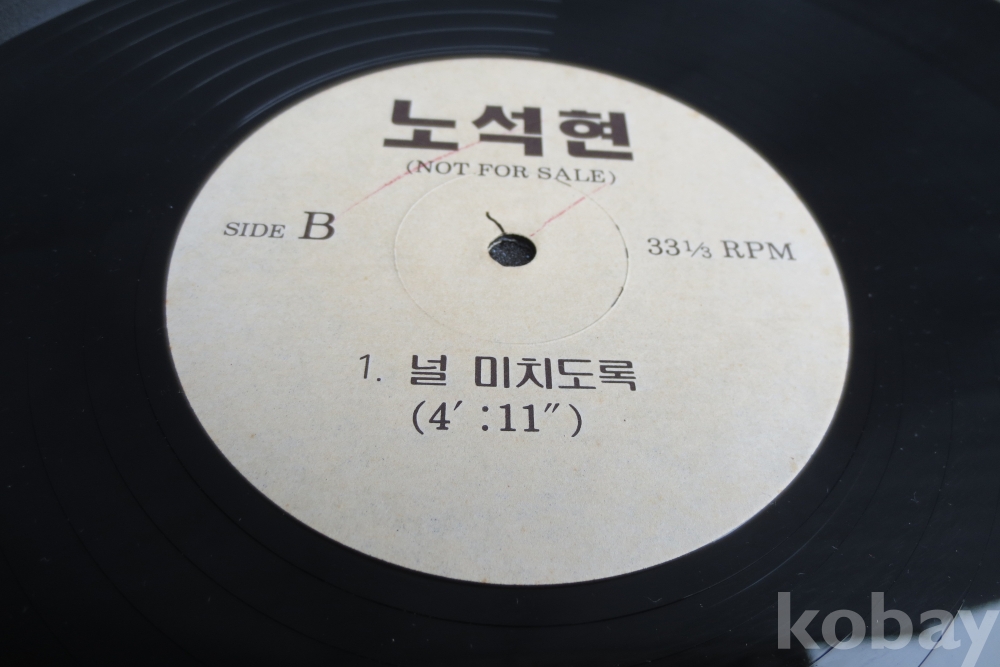 노석현
(NOT FOR SALE)
SIDE B
33⅓ RPM
1. 널 미치도록
(4′ :11″)
kobay